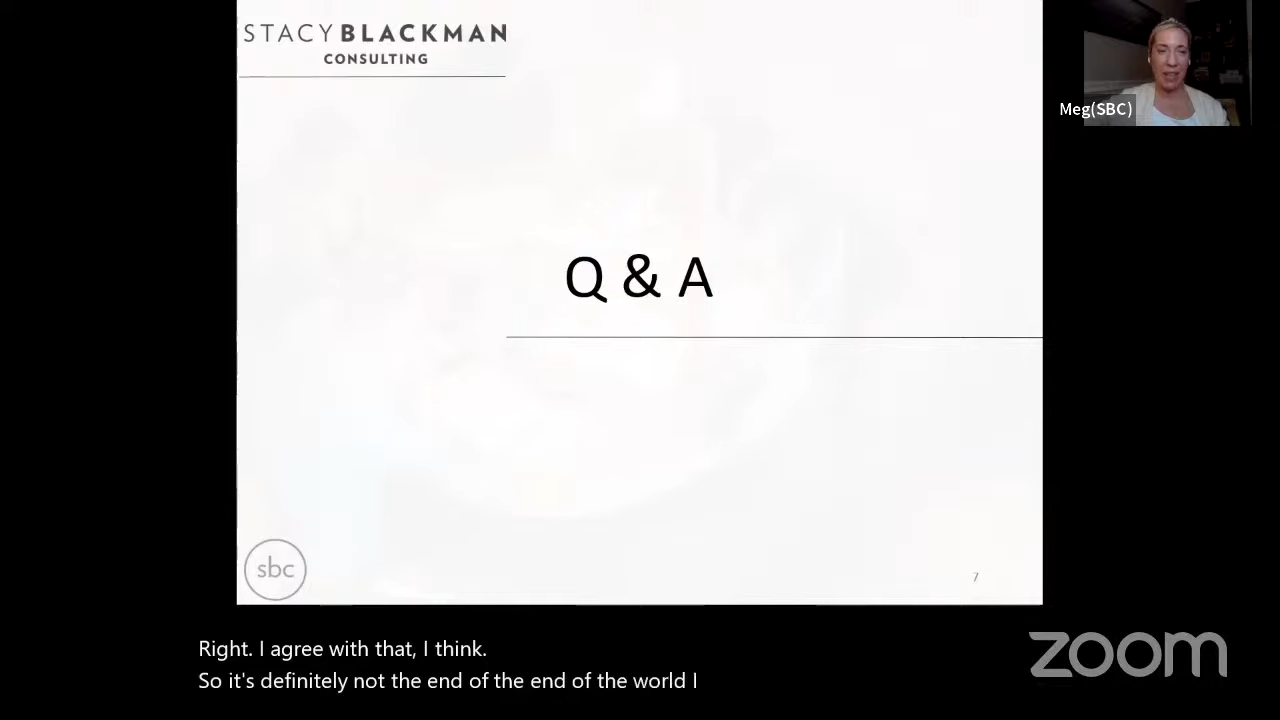 STACY BLACKMAN
CONSULTING
Meg(SBC)
Q & A
sbc
7
Right. I agree with that, I think.
So it's definitely not the end of the end of the world I
zoom